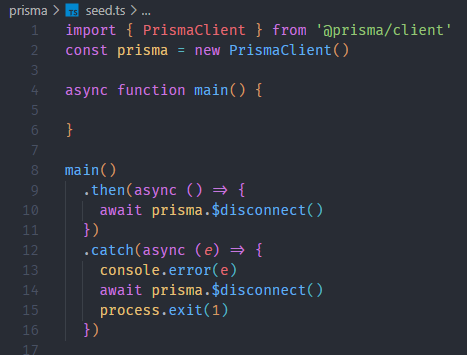 prisma > TS seed.ts > ...
1 import { PrismaClient } from '@prisma/client'
2 const prisma = new PrismaClient()
3
4 async function main() {
5
6 }
7
8 main()
9   .then(async () => {
10     await prisma.$disconnect()
11   })
12   .catch(async (e) => {
13     console.error(e)
14     await prisma.$disconnect()
15     process.exit(1)
16   })
17